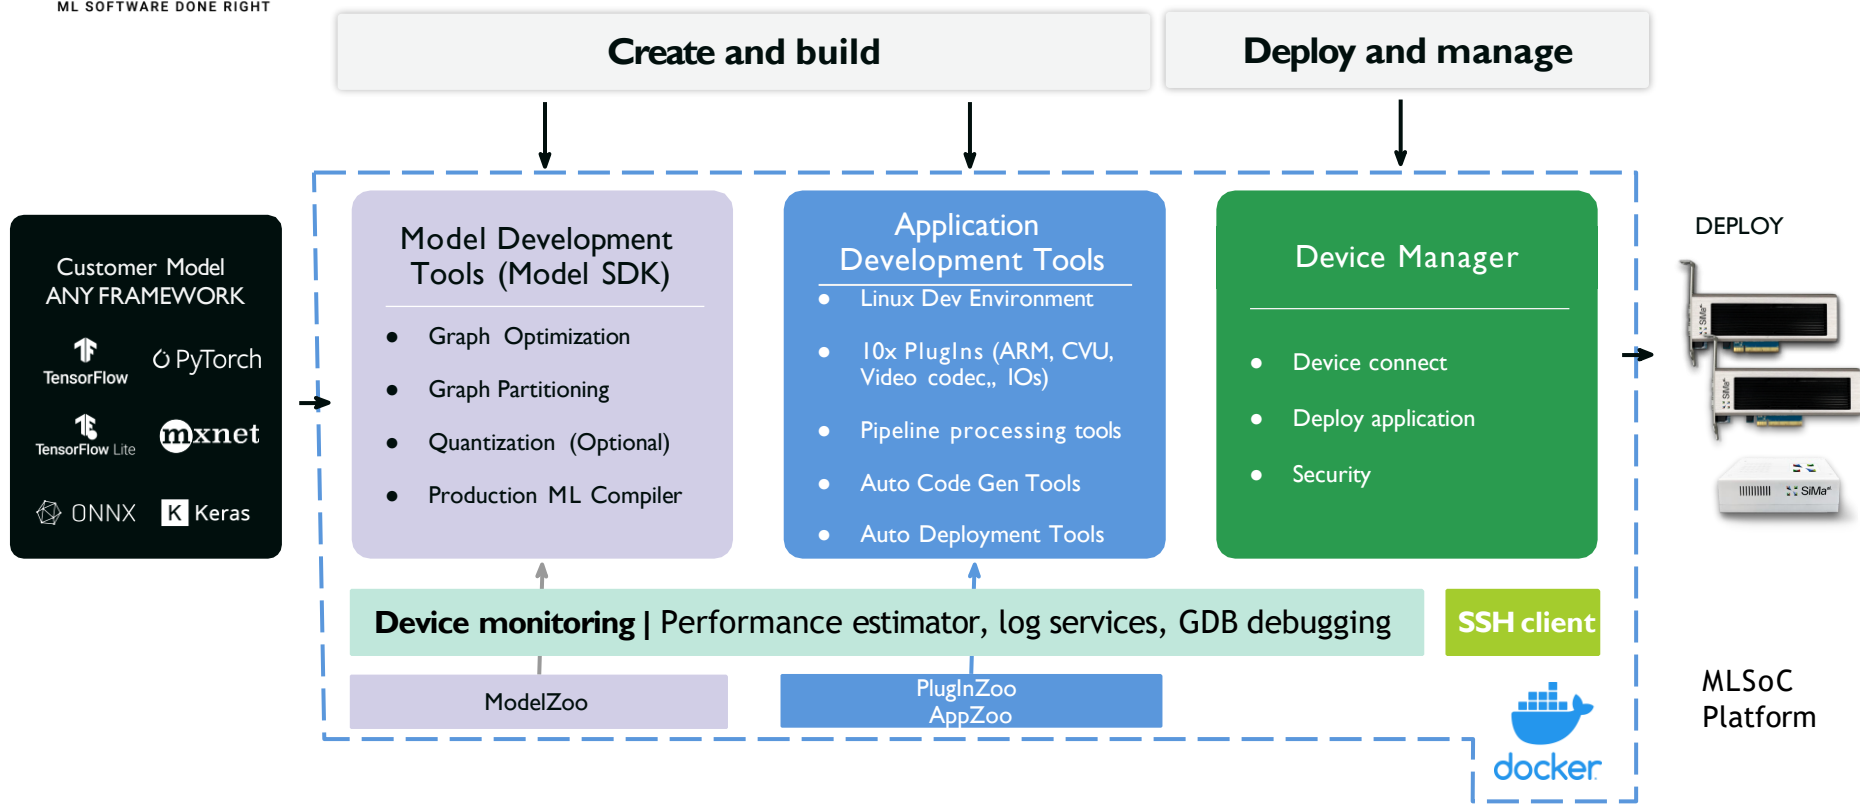 ML SOFTWARE DONE RIGHT
Create and build
Deploy and manage
Customer Model
ANY FRAMEWORK
TensorFlow
PyTorch
TensorFlow Lite
mxnet
ONNX
K Keras
Model Development
Tools (Model SDK)
● Graph Optimization
● Graph Partitioning
● Quantization (Optional)
● Production ML Compiler
Application
Development Tools
● Linux Dev Environment
● 10x PlugIns (ARM, CVU,
Video codec,, IOs)
● Pipeline processing tools
● Auto Code Gen Tools
● Auto Deployment Tools
Device Manager
● Device connect
● Deploy application
● Security
DEPLOY
SiMa
SiMa
SiMa ai
Device monitoring | Performance estimator, log services, GDB debugging
SSH client
ModelZoo
PlugInZoo
AppZoo
docker
MLSoC
Platform